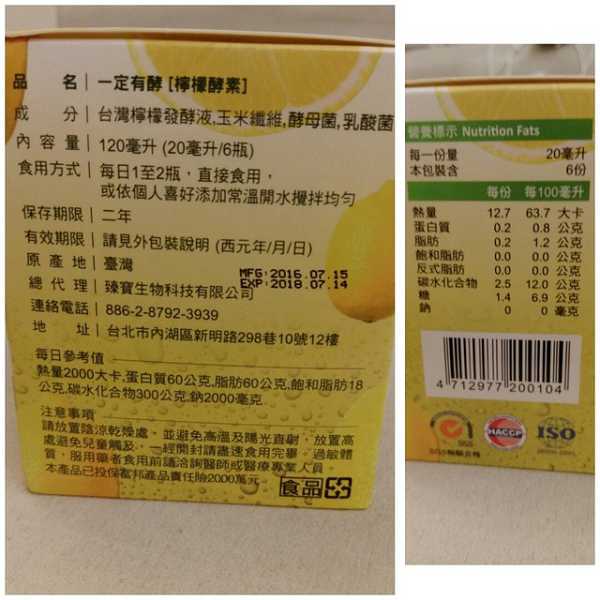 品 名 一定有酵 [檸檬酵素]
成 分 台灣檸檬發酵液,玉米纖維,酵母菌,乳酸菌
內 容 量 120毫升 (20毫升/6瓶)
食用方式 每日1至2瓶，直接食用，
或依個人喜好添加常溫開水攪拌均勻
保存期限 二年
有效期限 請見外包裝說明 (西元/年/月/日)
原 產 地 臺灣
MFG:2016.07.15
EXP:2018.07.14
總 代 理 臻寶生物科技有限公司
連絡電話 886-2-8792-3939
地 址 台北市內湖區新明路298巷10號12樓
每日參考值
熱量2000大卡,蛋白質60公克,脂肪60公克,飽和脂肪18
公克,碳水化合物300公克,鈉2000毫克
注意事項
請放置陰涼乾燥處，並避免高溫及陽光直射，放置高
處避免兒童觸及，一經開封請盡速食用完畢，過敏體
質，服用藥者食用前請洽詢醫師或醫療專業人員
本產品已投保富邦產品責任險2000萬元
食品
營養標示 Nutrition Fats
每一份量 20毫升
本包裝含 6份
每份 每100毫升
熱量 12.7 63.7 大卡
蛋白質 0.2 0.8 公克
脂肪 0.2 1.2 公克
飽和脂肪 0.0 0.0 公克
反式脂肪 0.0 0.0 公克
碳水化合物 2.5 12.0 公克
糖 1.4 6.9 公克
鈉 0 0 毫克
4 712977 200104
SGS
HACCP
ISO